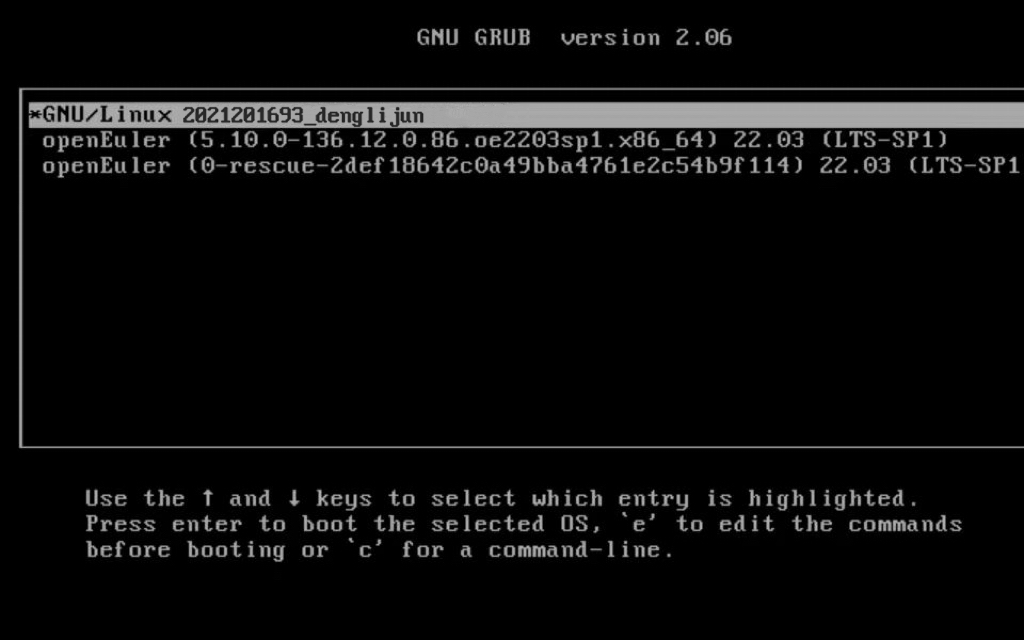 GNU GRUB version 2.06
*GNU/Linux 2021201693_denglijun
openEuler (5.10.0-136.12.0.86.oe2203sp1.x86_64) 22.03 (LTS-SP1)
openEuler (0-rescue-2def18642c0a49bba4761e2c54b9f114) 22.03 (LTS-SP1
Use the ↑ and ↓ keys to select which entry is highlighted.
Press enter to boot the selected OS, `e' to edit the commands
before booting or `c' for a command-line.